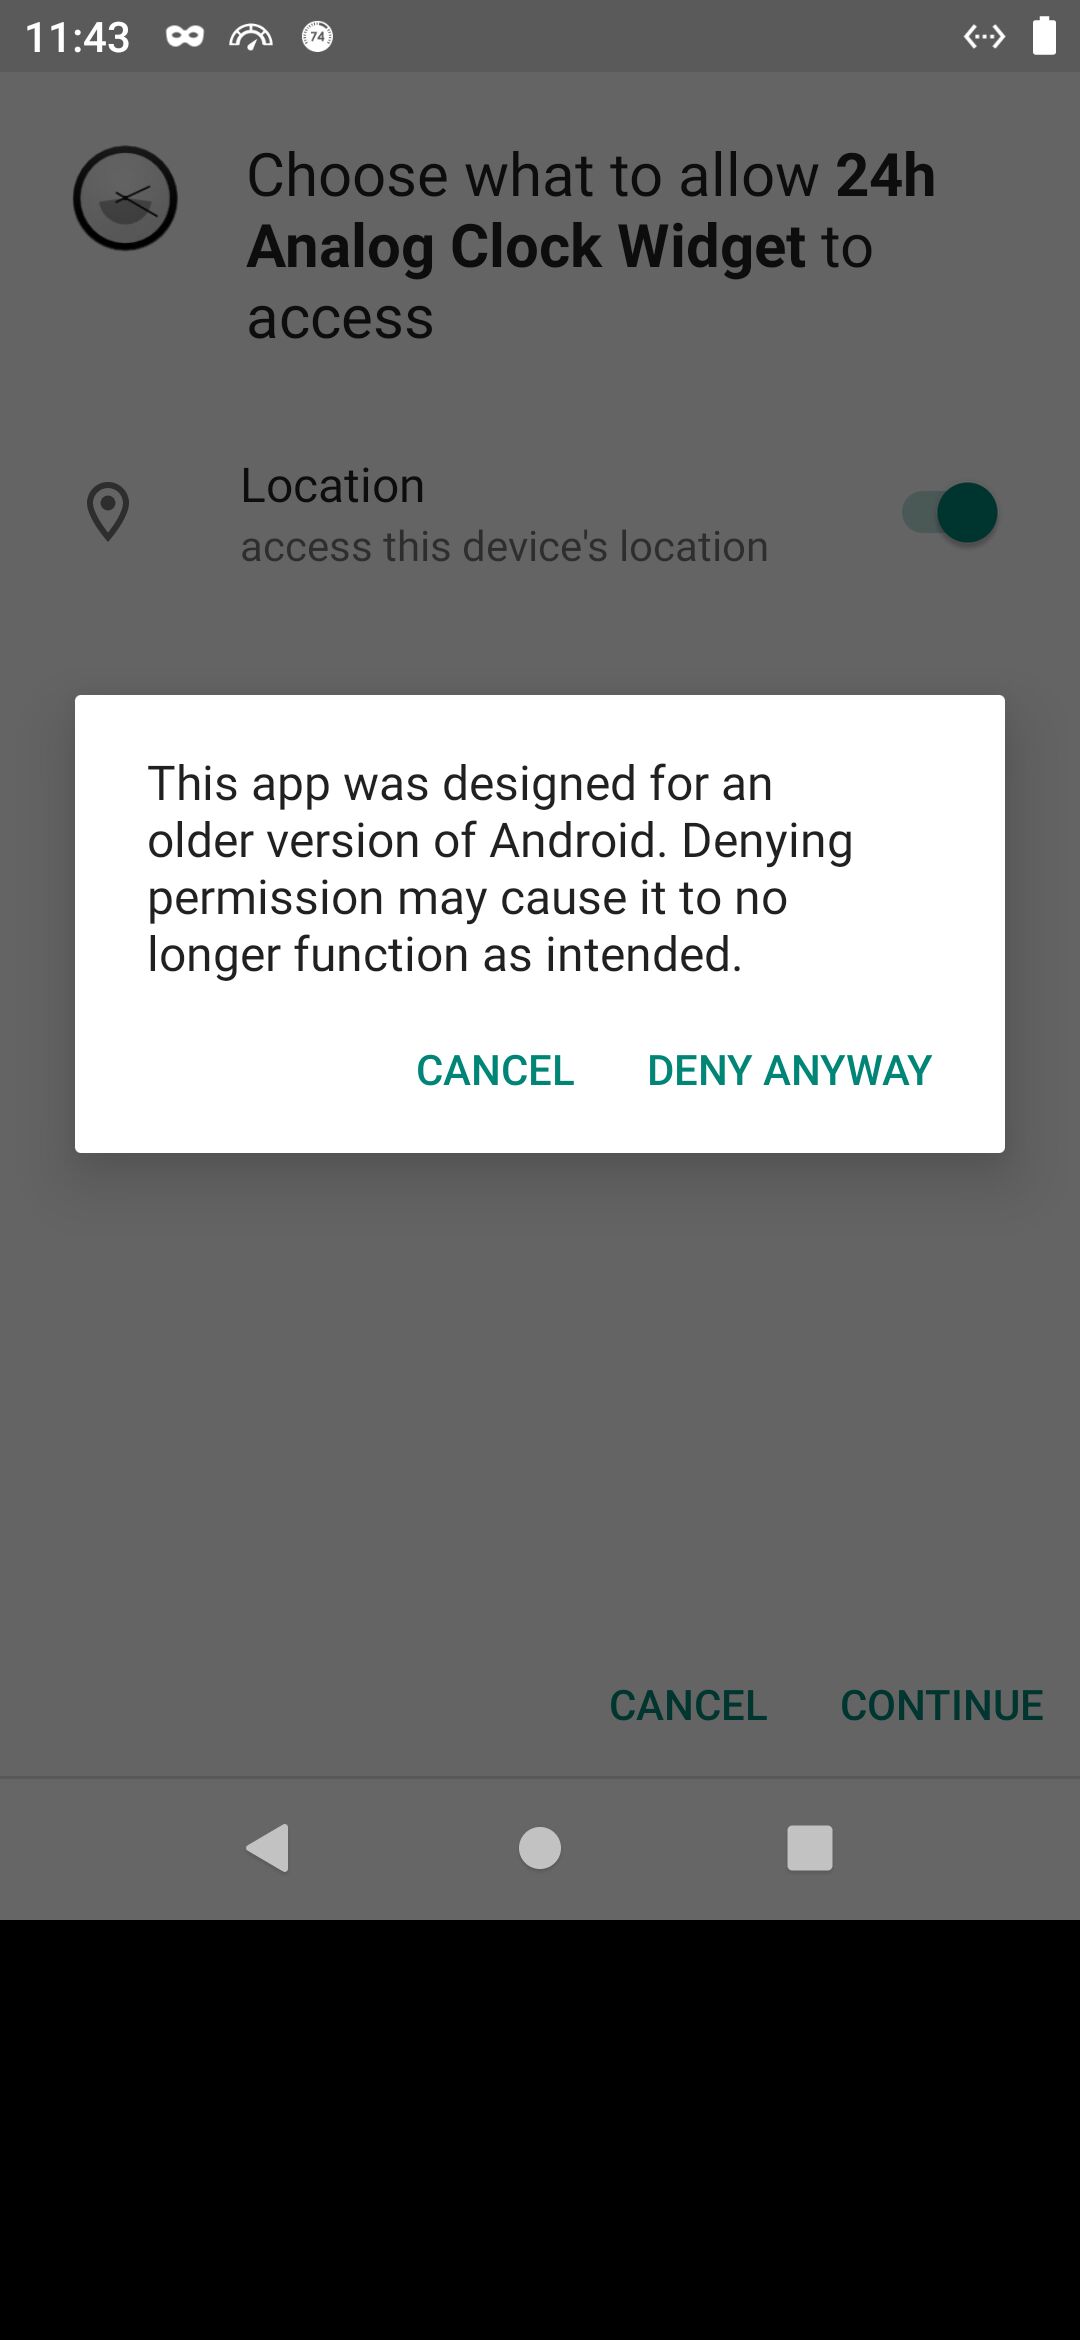 11:43
74
Choose what to allow 24h
Analog Clock Widget to
access
Location
access this device's location
This app was designed for an
older version of Android. Denying
permission may cause it to no
longer function as intended.
CANCEL DENY ANYWAY
CANCEL CONTINUE